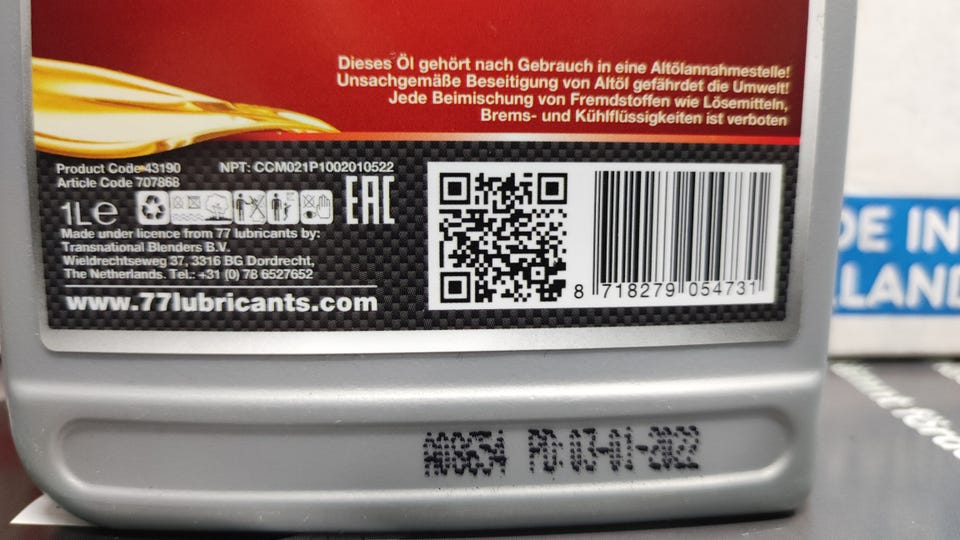 Dieses Öl gehört nach Gebrauch in eine Altölannahmestelle!
Unsachgemäße Beseitigung von Altöl gefährdet die Umwelt!
Jede Beimischung von Fremdstoffen wie Lösemitteln,
Brems- und Kühlflüssigkeiten ist verboten
Product Code 43190 NPT: CCM021P1002010522
Article Code 707868
1L℮ EAC
Made under licence from 77 lubricants by:
Transnational Blenders B.V.
Wieldrechtseweg 37, 3316 BG Dordrecht,
The Netherlands. Tel.: +31 (0) 78 6527652
www.77lubricants.com
8 718279 054731
DE IN
LAND
A08654 PD:03-01-2022